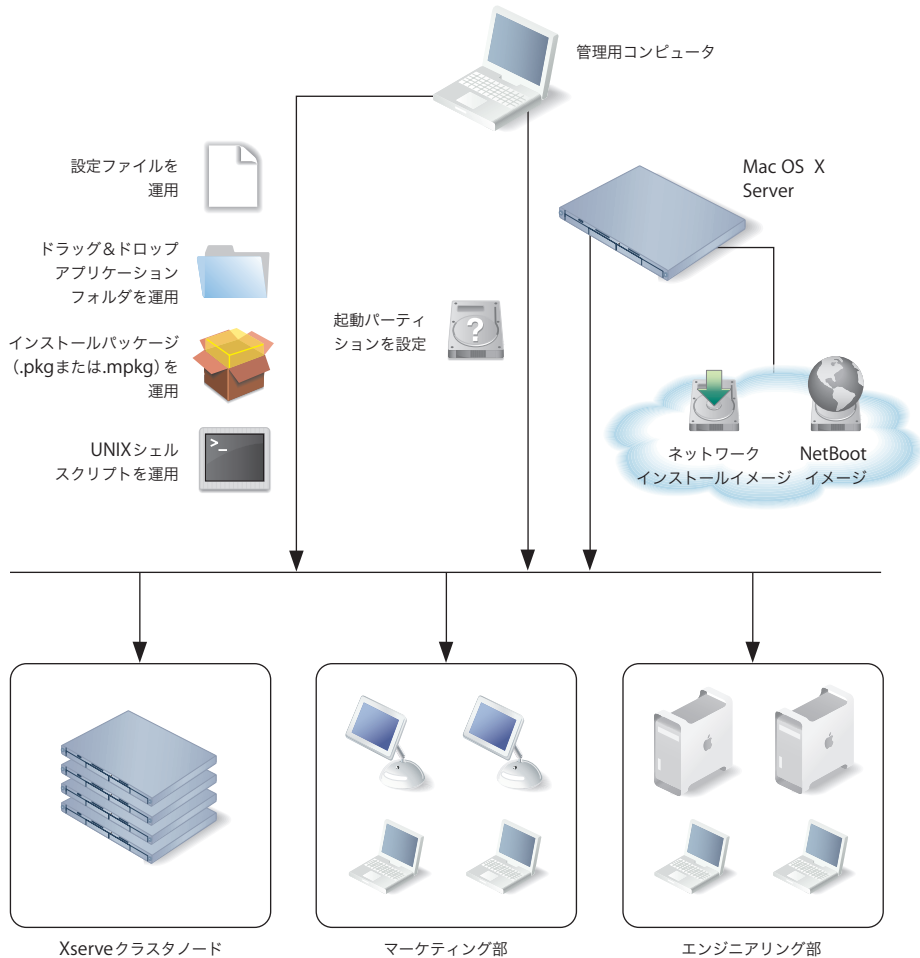 管理用コンピュータ
設定ファイルを
運用
Mac OS X
Server
ドラッグ&ドロップ
アプリケーション
フォルダを運用
起動パーティ
ションを設定
インストールパッケージ
(.pkgまたは.mpkg)を
運用
UNIXシェル
スクリプトを運用
ネットワーク
インストールイメージ
NetBoot
イメージ
Xserveクラスタノード
マーケティング部
エンジニアリング部